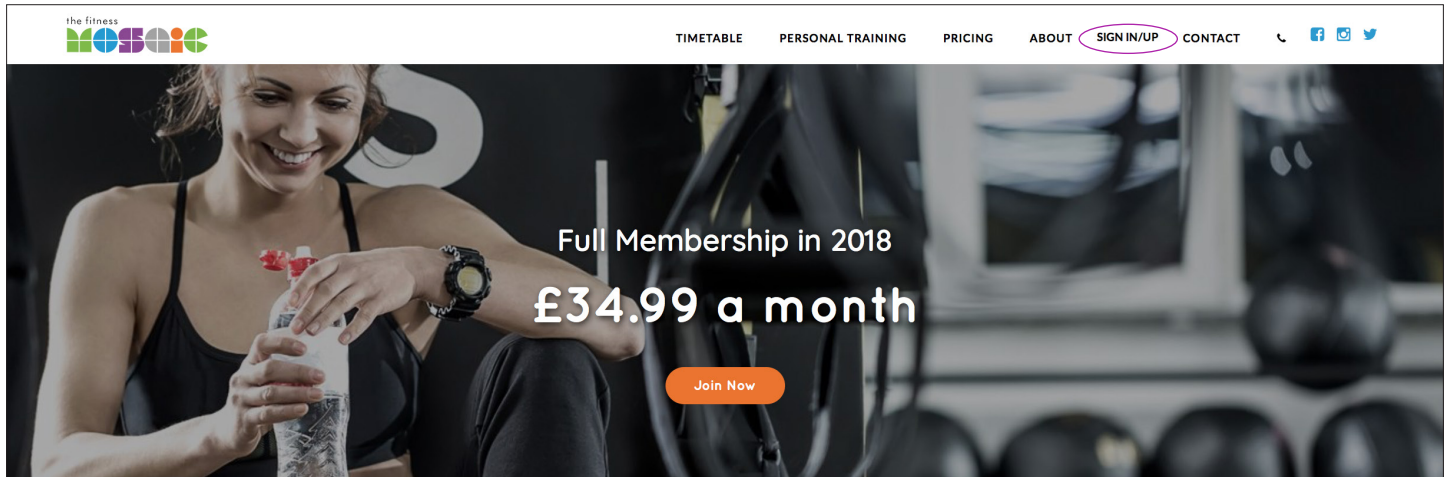 the fitness
MOSAIC
TIMETABLE PERSONAL TRAINING PRICING ABOUT SIGN IN/UP CONTACT
S
Full Membership in 2018
£34.99 a month
Join Now